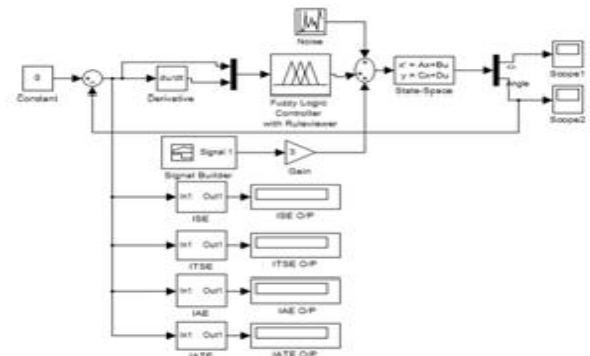 Noise
0
Constant
du/dt
Derivative
Fuzzy Logic
Controller
with Ruleviewer
x' = Ax+Bu
y = Cx+Du
State-Space
<>
Angle
Scope1
Scope2
Signal 1
Signal Builder
Gain
In1 Out1
ISE
ISE O/P
In1 Out1
ITSE
ITSE O/P
In1 Out1
IAE
IAE O/P
In1 Out1
IATE
IATE O/P